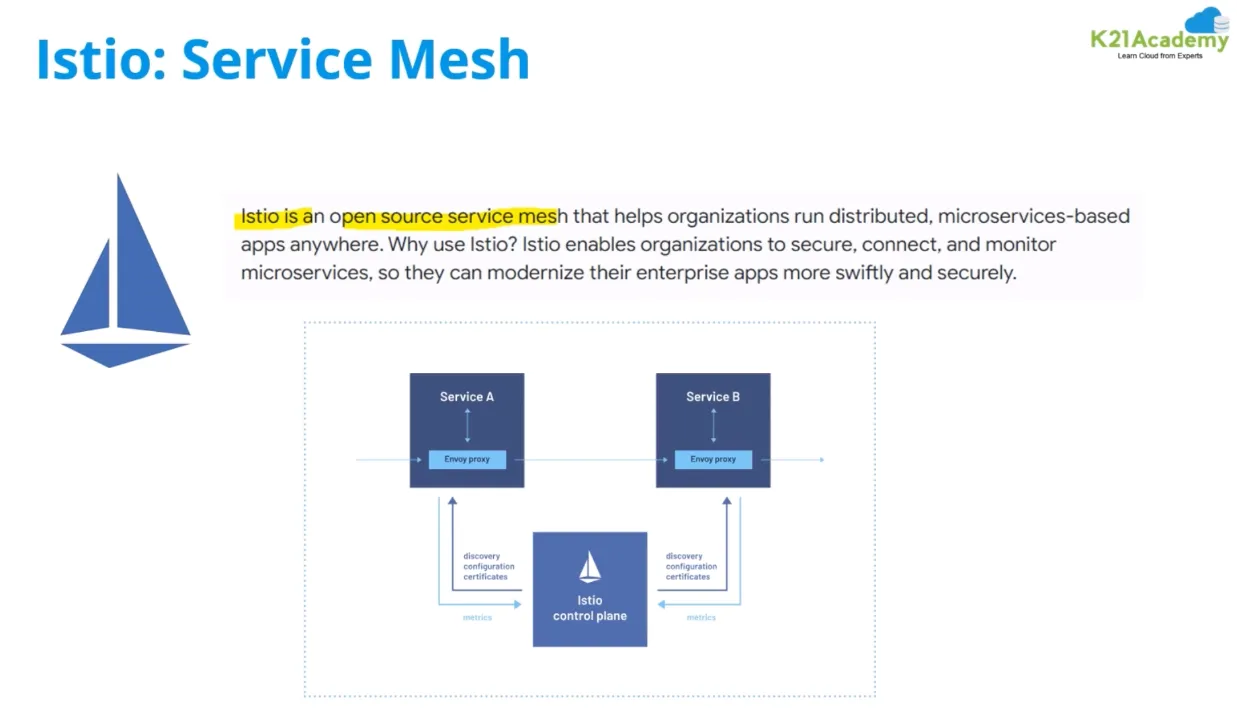 Istio: Service Mesh
K21Academy
Learn Cloud from Experts
Istio is an open source service mesh that helps organizations run distributed, microservices-based
apps anywhere. Why use Istio? Istio enables organizations to secure, connect, and monitor
microservices, so they can modernize their enterprise apps more swiftly and securely.
Service A
Envoy proxy
Service B
Envoy proxy
discovery
configuration
certificates
metrics
Istio
control plane
discovery
configuration
certificates
metrics